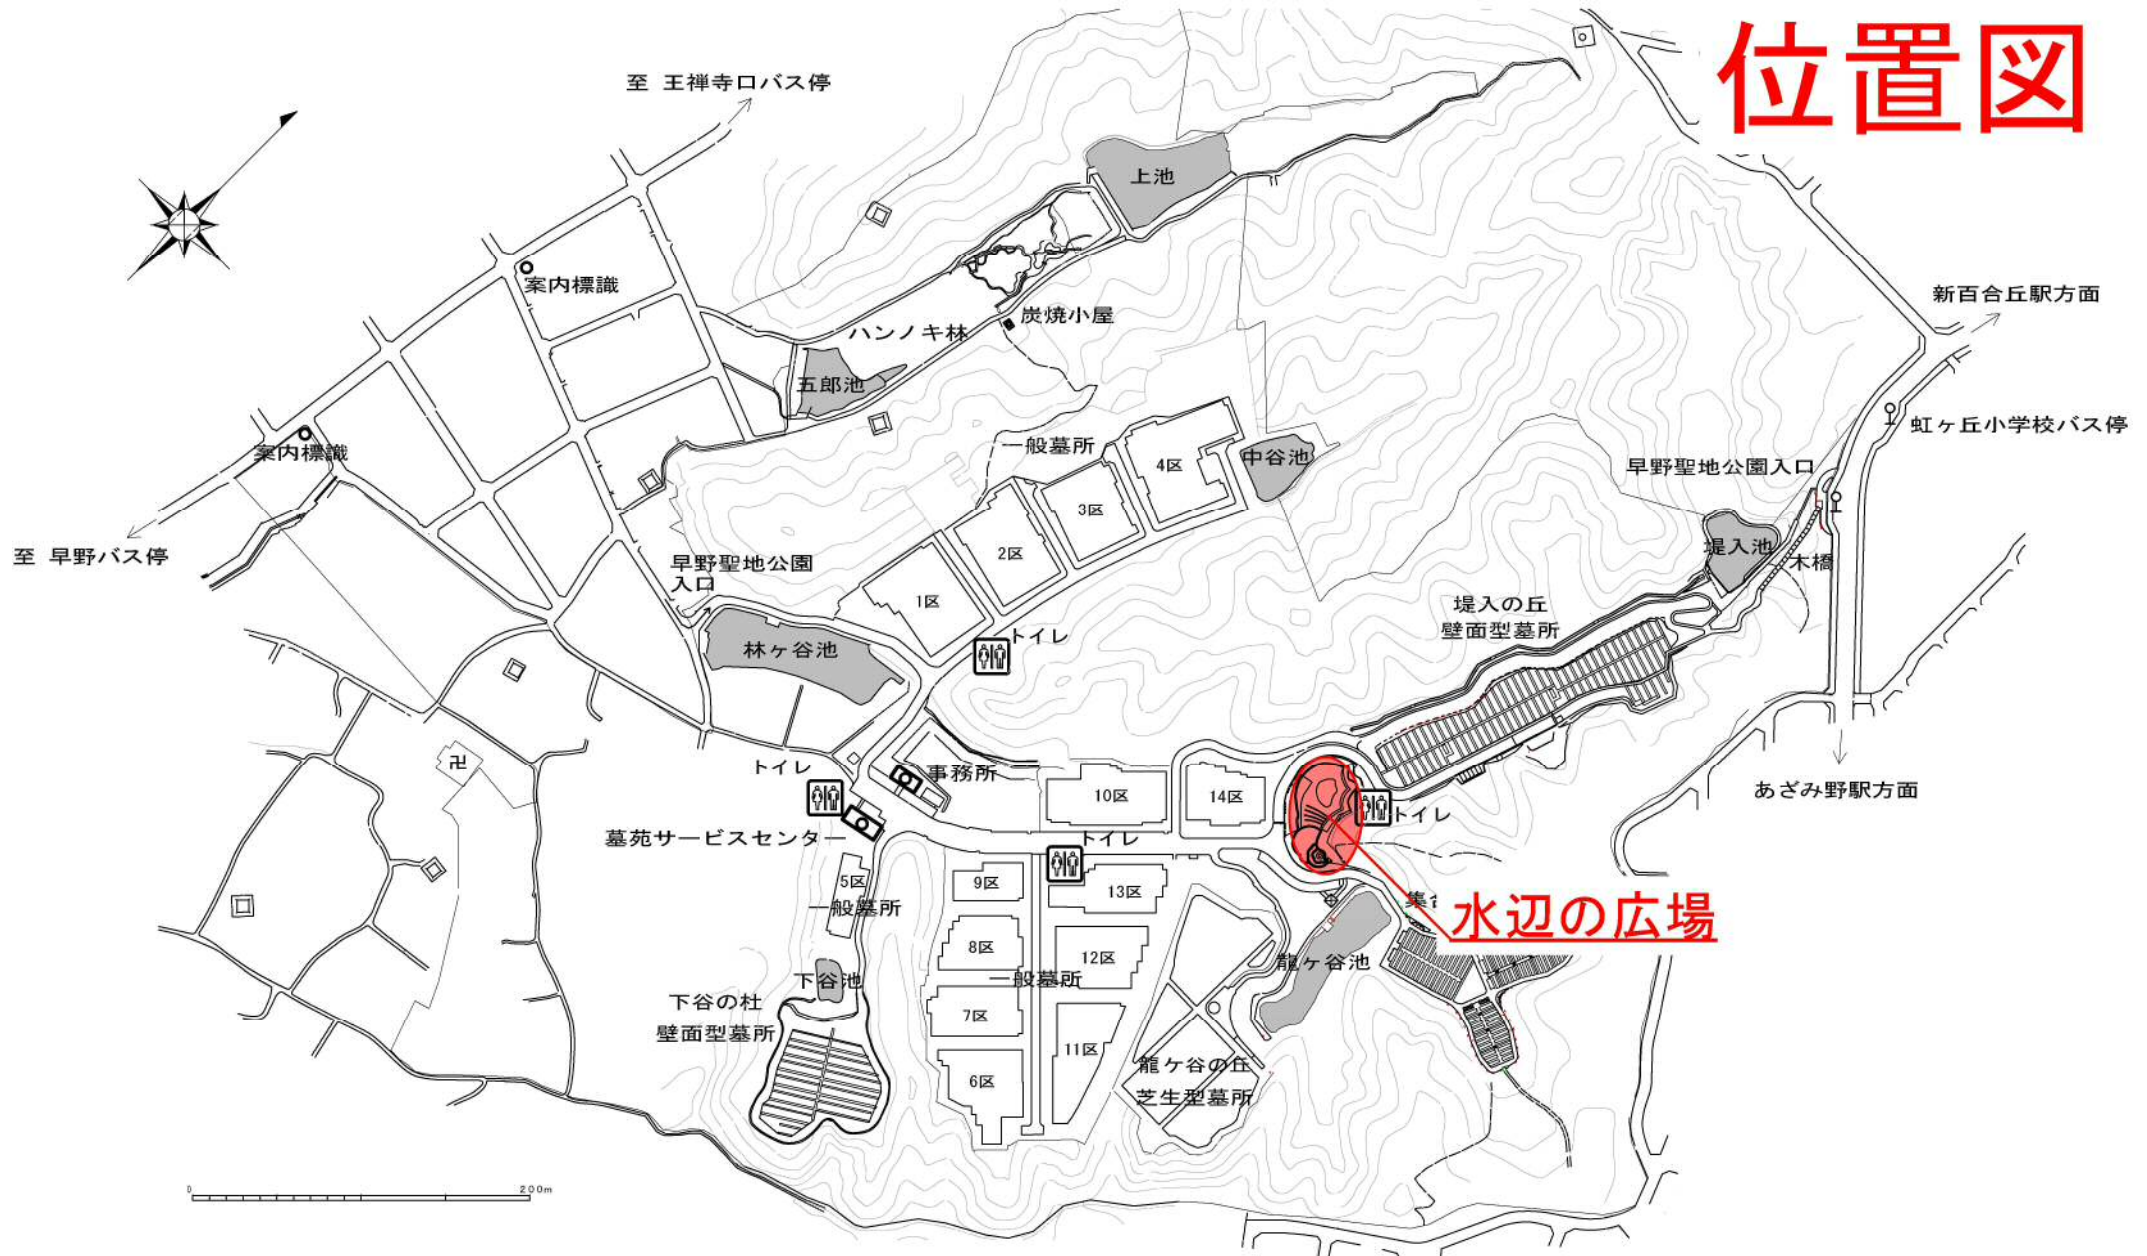 位置図
至 王禅寺口バス停
上池
案内標識
新百合丘駅方面
炭焼小屋
ハンノキ林
五郎池
虹ヶ丘小学校バス停
案内標識
一般墓所
4区
中谷池
早野聖地公園入口
3区
至 早野バス停
2区
堤入池
木橋
早野聖地公園
入口
1区
堤入の丘
壁面型墓所
トイレ
林ヶ谷池
トイレ
事務所
10区
14区
あざみ野駅方面
トイレ
墓苑サービスセンター
トイレ
5区
9区
13区
一般墓所
水辺の広場
8区
12区
龍ヶ谷池
下谷池
一般墓所
下谷の杜
壁面型墓所
7区
11区
龍ケ谷の丘
芝生型墓所
6区
0
200m